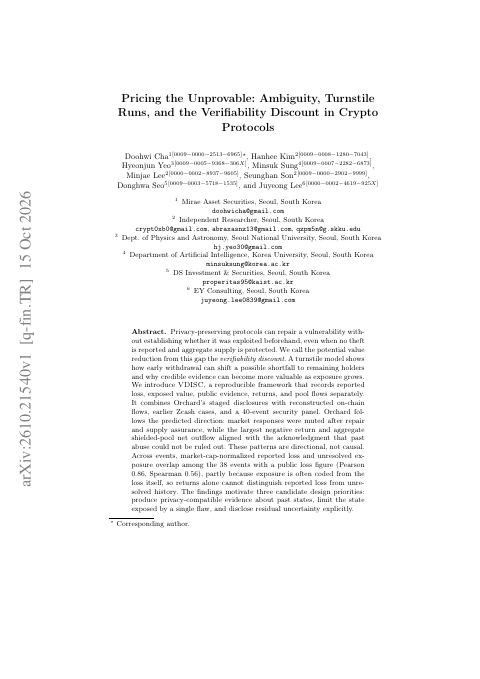 Pricing the Unprovable: Ambiguity, Turnstile
Runs, and the Verifiability Discount in Crypto
Protocols
Doohwi Cha1[0009−0000−2513−6965]⋆, Hanhee Kim2[0009−0008−1280−7043],
Hyeonjun Yeo3[0009−0005−9368−306X], Minsuk Sung4[0009−0007−2282−6873],
Minjae Lee2[0000−0002−8937−9605], Seunghan Son2[0009−0000−2902−9999],
Donghwa Seo5[0009−0003−5718−1535], and Juyeong Lee6[0000−0002−4619−925X]
1 Mirae Asset Securities, Seoul, South Korea
doohwicha@gmail.com
2 Independent Researcher, Seoul, South Korea
crypt0xb0@gmail.com, abraxasnz13@gmail.com, qzpm5n@g.skku.edu
3 Dept. of Physics and Astronomy, Seoul National University, Seoul, South Korea
hj.yeo30@gmail.com
4 Department of Artificial Intelligence, Korea University, Seoul, South Korea
minsuksung@korea.ac.kr
5 DS Investment & Securities, Seoul, South Korea
properitas95@kaist.ac.kr
6 EY Consulting, Seoul, South Korea
juyeong.lee0839@gmail.com
Abstract. Privacy-preserving protocols can repair a vulnerability with-
out establishing whether it was exploited beforehand, even when no theft
is reported and aggregate supply is protected. We call the potential value
reduction from this gap the verifiability discount. A turnstile model shows
how early withdrawal can shift a possible shortfall to remaining holders
and why credible evidence can become more valuable as exposure grows.
We introduce VDISC, a reproducible framework that records reported
loss, exposed value, public evidence, returns, and pool flows separately.
It combines Orchard's staged disclosures with reconstructed on-chain
flows, earlier Zcash cases, and a 40-event security panel. Orchard fol-
lows the predicted direction: market responses were muted after repair
and supply assurance, while the largest negative return and aggregate
shielded-pool net outflow aligned with the acknowledgment that past
abuse could not be ruled out. These patterns are directional, not causal.
Across events, market-cap-normalized reported loss and unresolved ex-
posure overlap among the 38 events with a public loss figure (Pearson
0.86, Spearman 0.56), partly because exposure is often coded from the
loss itself, so returns alone cannot distinguish reported loss from unre-
solved history. The findings motivate three candidate design priorities:
produce privacy-compatible evidence about past states, limit the state
exposed by a single flaw, and disclose residual uncertainty explicitly.
⋆ Corresponding author.
arXiv:2610.21540v1 [q-fin.TR] 15 Oct 2026